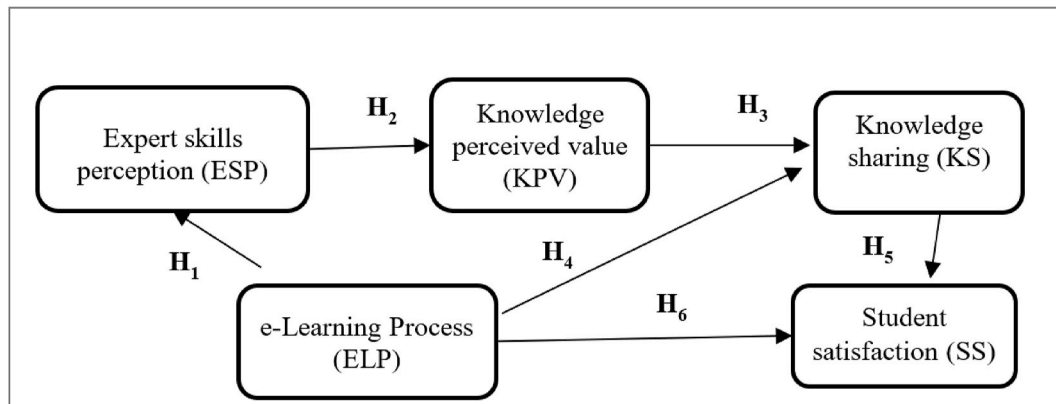 Expert skills
perception (ESP)
H₂
Knowledge
perceived value
(KPV)
H₃
Knowledge
sharing (KS)
H₁
H₄
H₅
e-Learning Process
(ELP)
H₆
Student
satisfaction (SS)